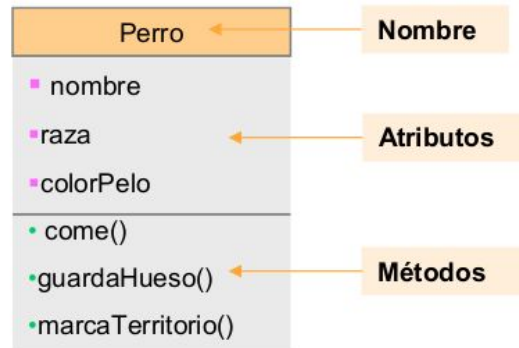 Perro
Nombre
nombre
raza
Atributos
colorPelo
come()
guardaHueso()
Métodos
marcaTerritorio()